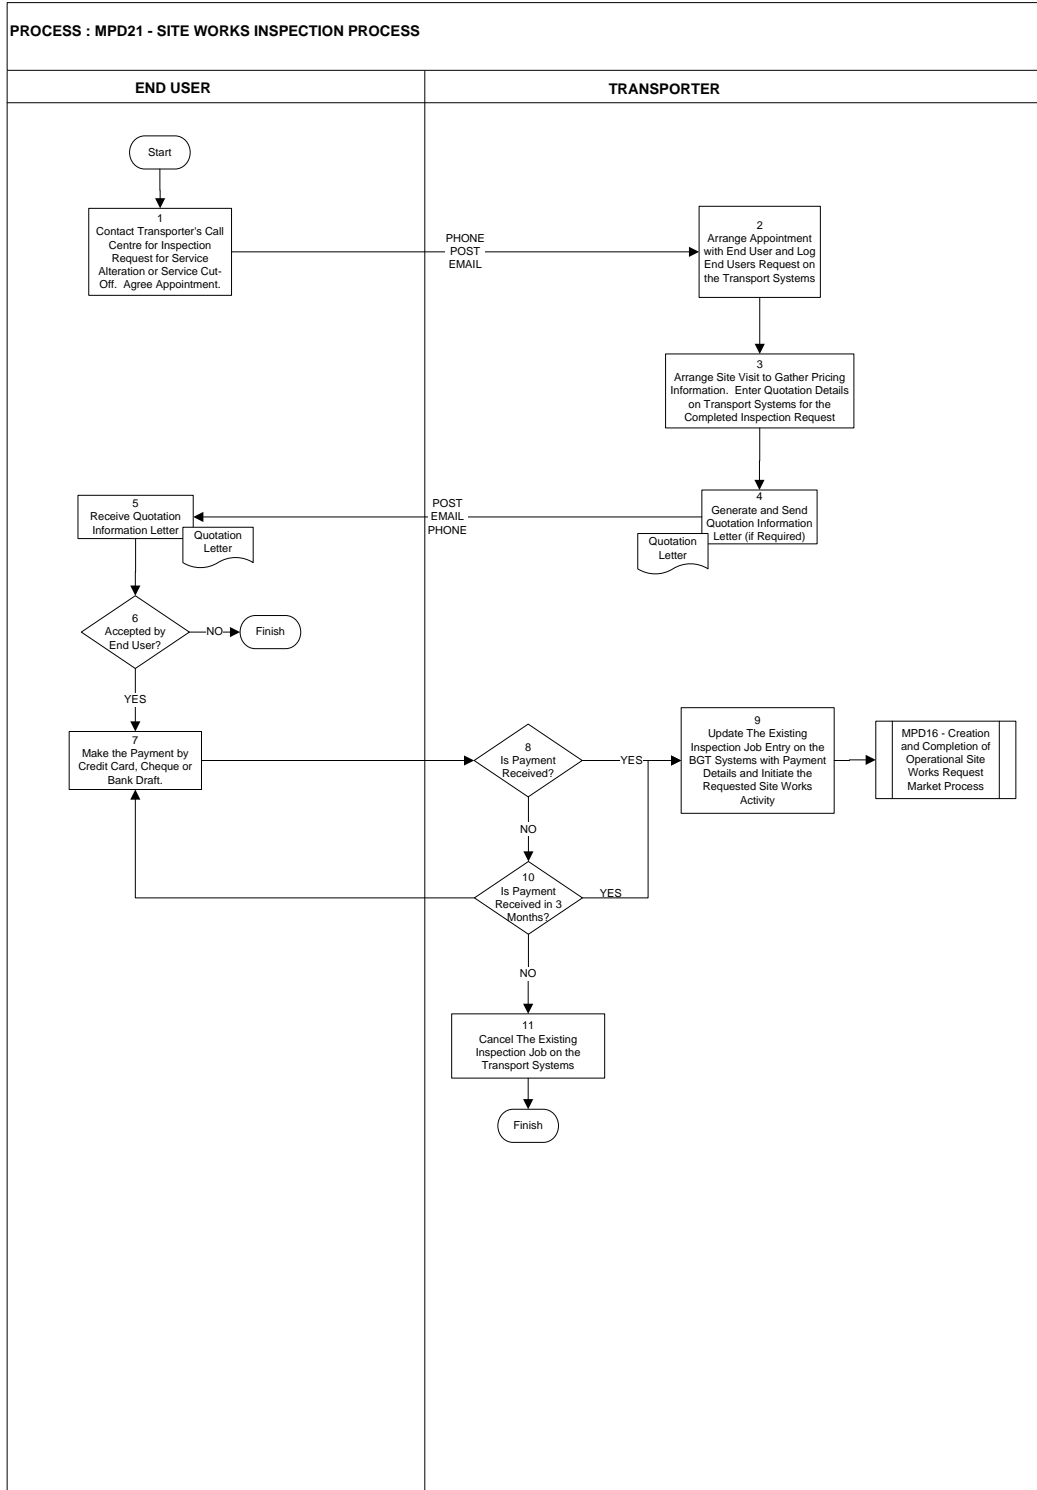 PROCESS : MPD21 - SITE WORKS INSPECTION PROCESS
END USER
TRANSPORTER
Start
1
Contact Transporter's Call
Centre for Inspection
Request for Service
Alteration or Service Cut-
Off. Agree Appointment.
PHONE
POST
EMAIL
2
Arrange Appointment
with End User and Log
End Users Request on
the Transport Systems
3
Arrange Site Visit to Gather Pricing
Information. Enter Quotation Details
on Transport Systems for the
Completed Inspection Request
4
Generate and Send
Quotation Information
Letter (if Required)
Quotation
Letter
POST
EMAIL
PHONE
5
Receive Quotation
Information Letter
Quotation
Letter
6
Accepted by
End User?
NO
Finish
YES
7
Make the Payment by
Credit Card, Cheque or
Bank Draft.
8
Is Payment
Received?
YES
9
Update The Existing
Inspection Job Entry on the
BGT Systems with Payment
Details and Initiate the
Requested Site Works
Activity
MPD16 - Creation
and Completion of
Operational Site
Works Request
Market Process
NO
10
Is Payment
Received in 3
Months?
YES
NO
11
Cancel The Existing
Inspection Job on the
Transport Systems
Finish